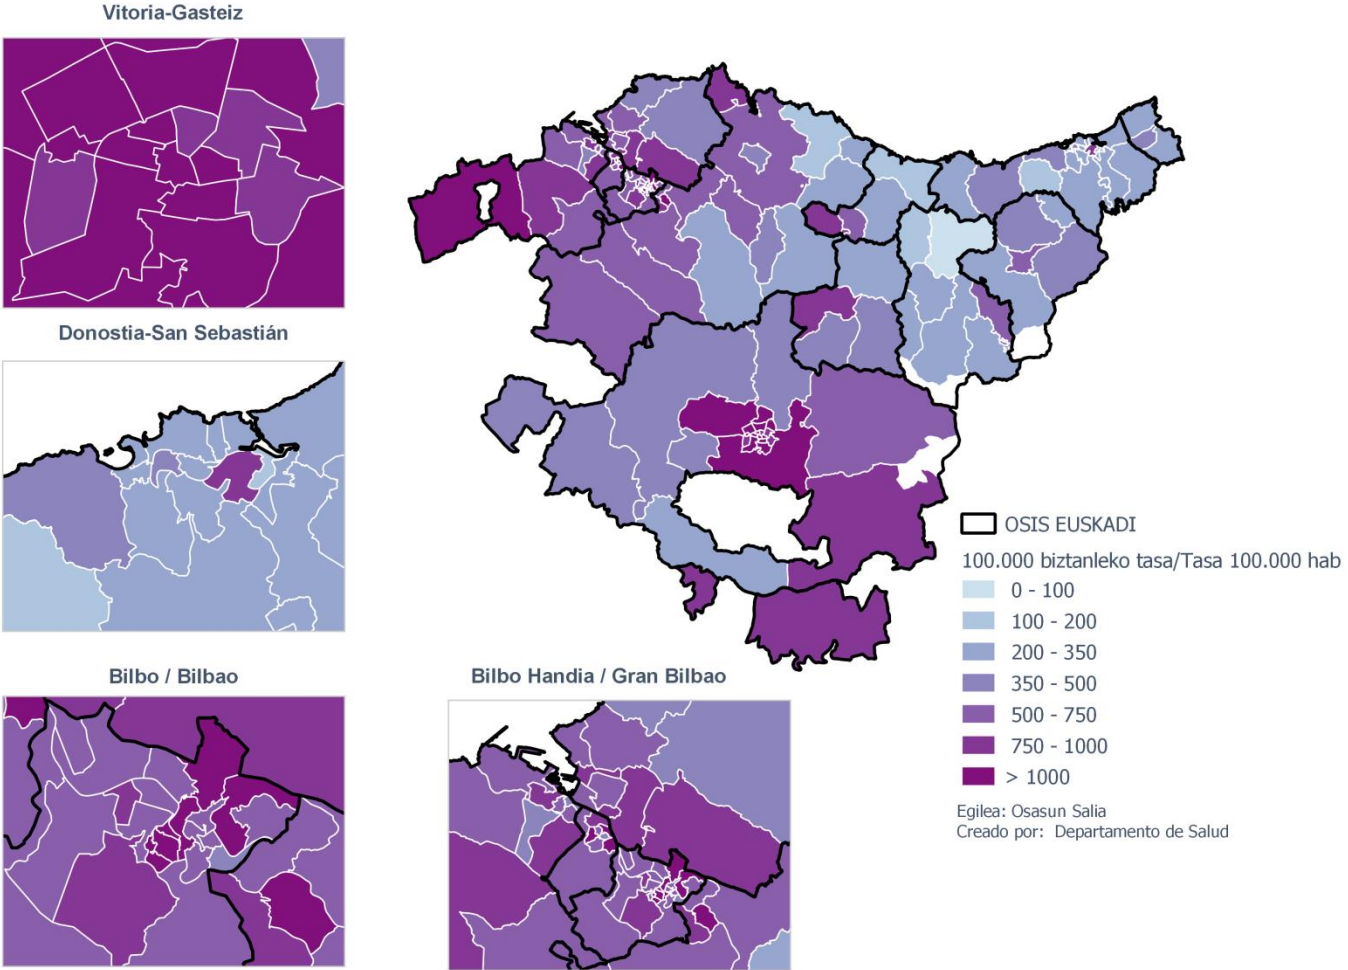 Vitoria-Gasteiz
Donostia-San Sebastián
Bilbo / Bilbao
Bilbo Handia / Gran Bilbao
OSIS EUSKADI
100.000 biztanleko tasa/Tasa 100.000 hab
0 - 100
100 - 200
200 - 350
350 - 500
500 - 750
750 - 1000
> 1000
Egilea: Osasun Salia
Creado por: Departamento de Salud